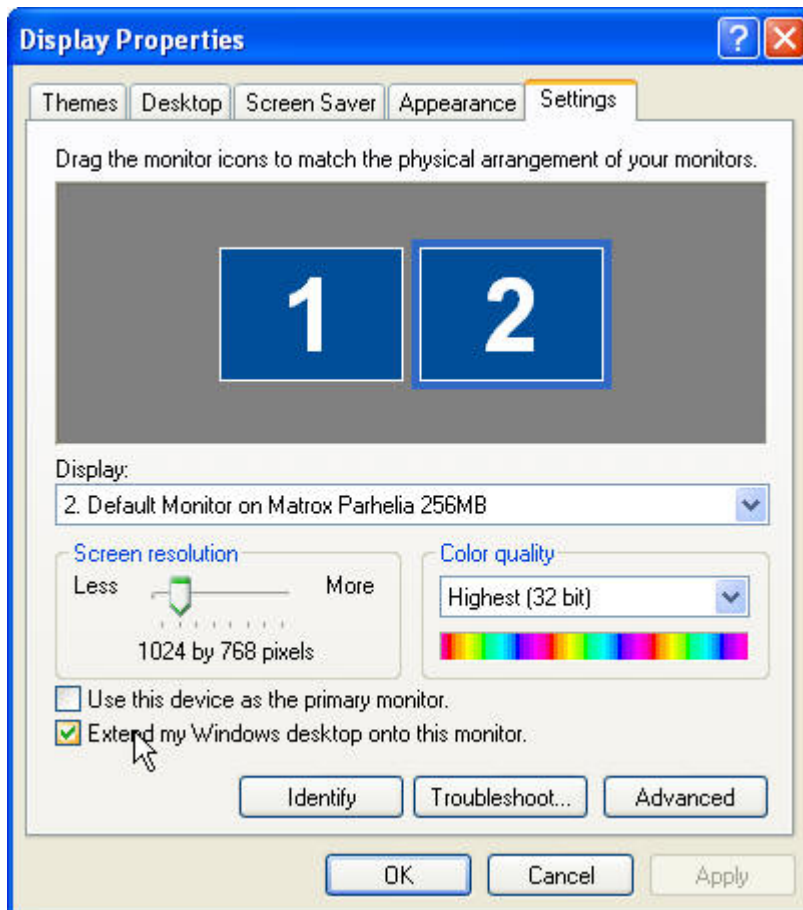 Display Properties
?
Themes Desktop Screen Saver Appearance Settings
Drag the monitor icons to match the physical arrangement of your monitors.
1 2
Display:
2. Default Monitor on Matrox Parhelia 256MB
Screen resolution Color quality
Less More
Highest (32 bit)
1024 by 768 pixels
Use this device as the primary monitor.
Extend my Windows desktop onto this monitor.
Identify Troubleshoot... Advanced
OK Cancel Apply